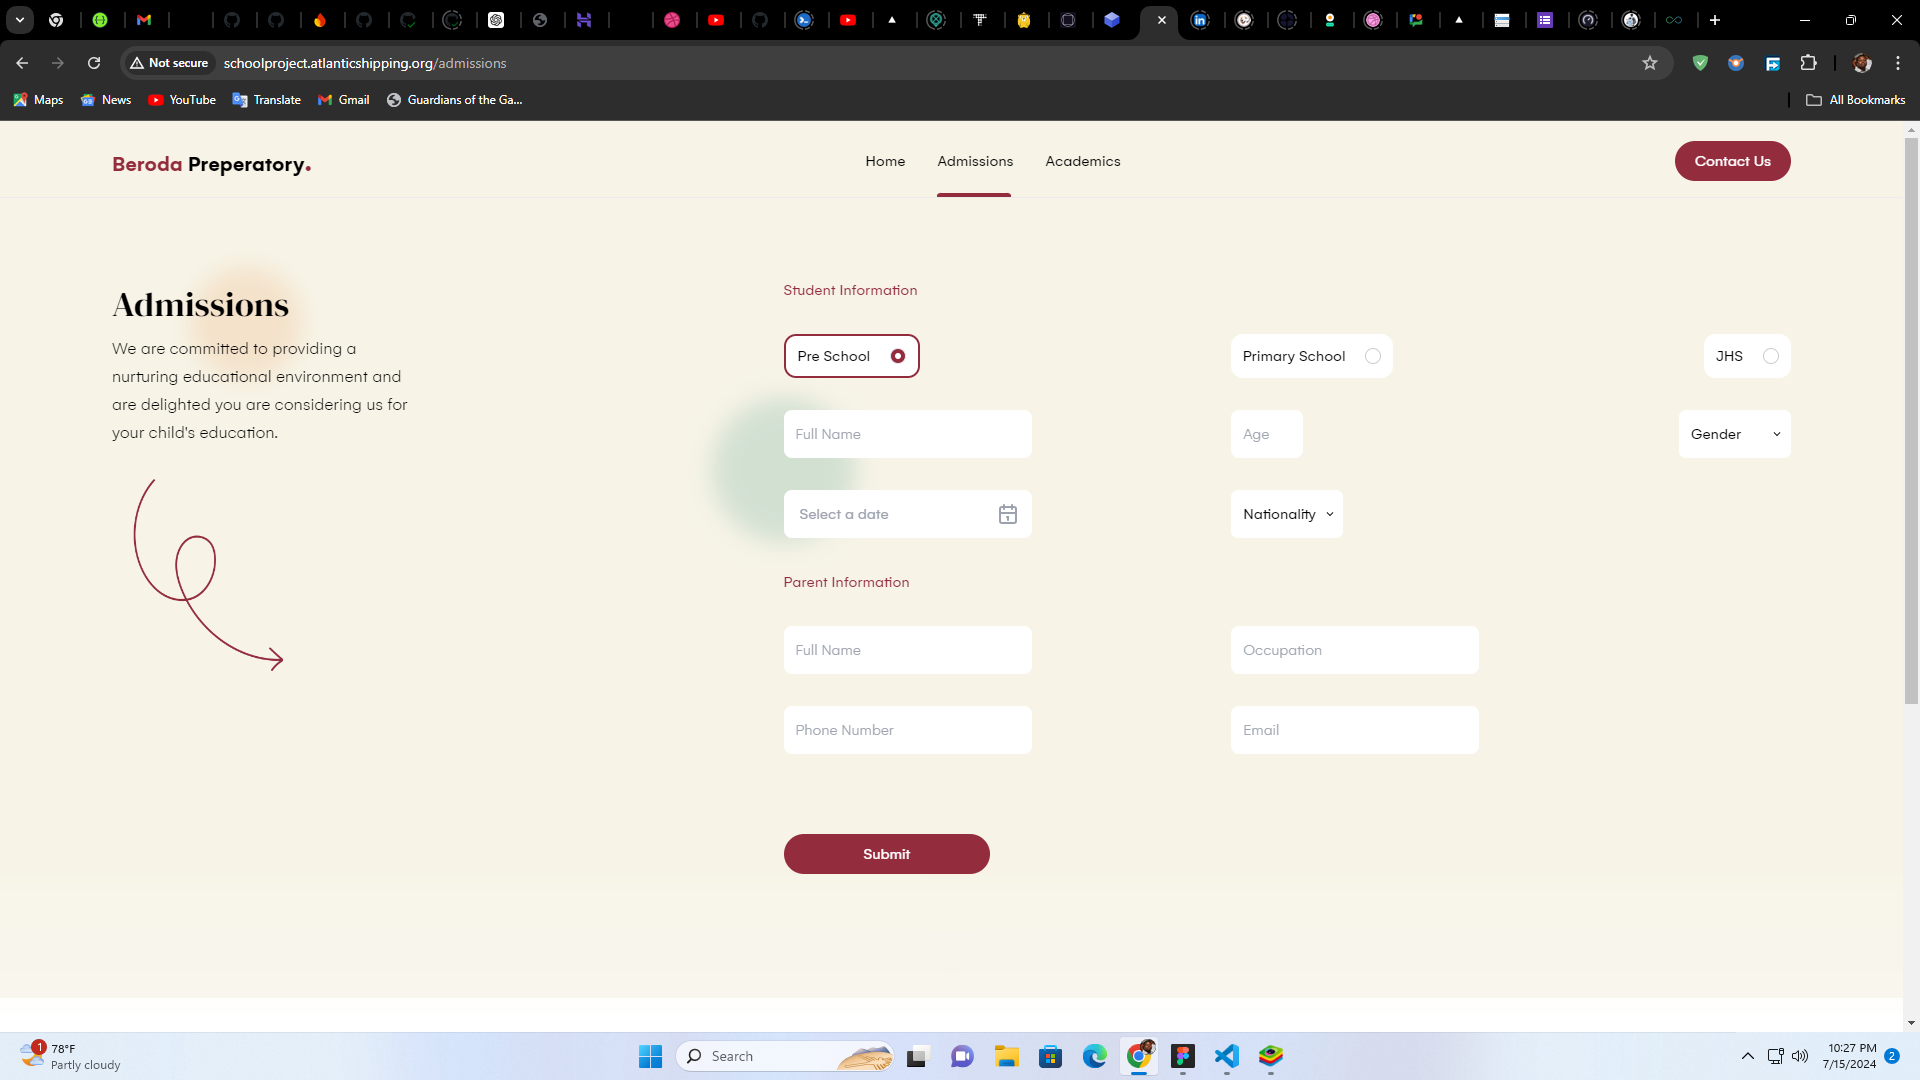 Not secure schoolproject.atlanticshipping.org/admissions
Maps News YouTube Translate Gmail Guardians of the Ga... All Bookmarks
Beroda Preperatory. Home Admissions Academics Contact Us
Admissions
We are committed to providing a
nurturing educational environment and
are delighted you are considering us for
your child's education.
Student Information
Pre School Primary School JHS
Full Name Age Gender
Select a date Nationality
Parent Information
Full Name Occupation
Phone Number Email
Submit
1 78°F
Partly cloudy
Search
10:27 PM
7/15/2024 2